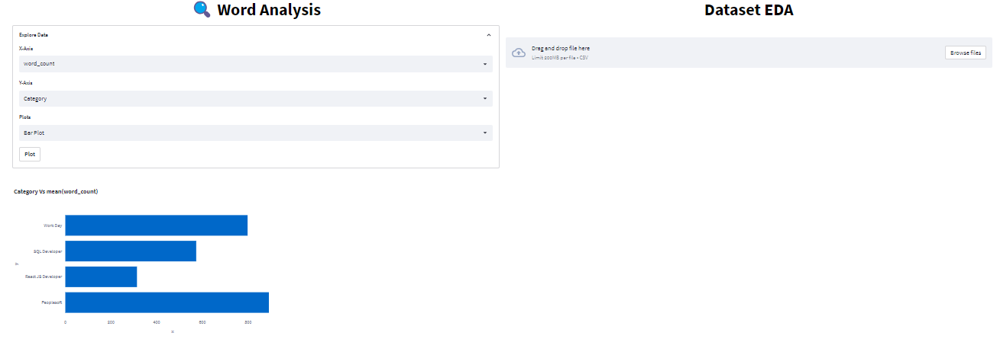 Word Analysis
Explore Data
X-Axis
word_count
Y-Axis
Category
Plots
Bar Plot
Plot
Category Vs mean(word_count)
Work Day
SQL Developer
y
React JS Developer
Peoplesoft
0 200 400 600 800
x
Dataset EDA
Drag and drop file here
Limit 200MB per file • CSV
Browse files